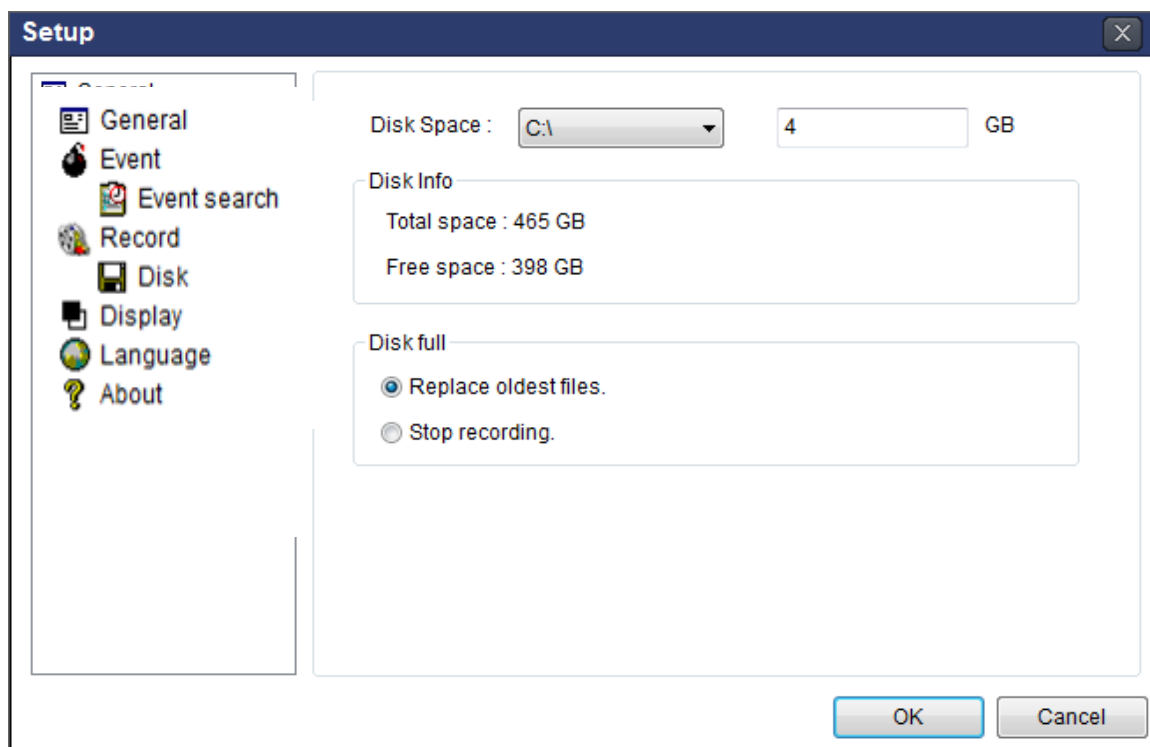 Setup
General
General
Event
Event search
Record
Disk
Display
Language
About
Disk Space : C:\ 4 GB
Disk Info
Total space : 465 GB
Free space : 398 GB
Disk full
Replace oldest files.
Stop recording.
OK Cancel